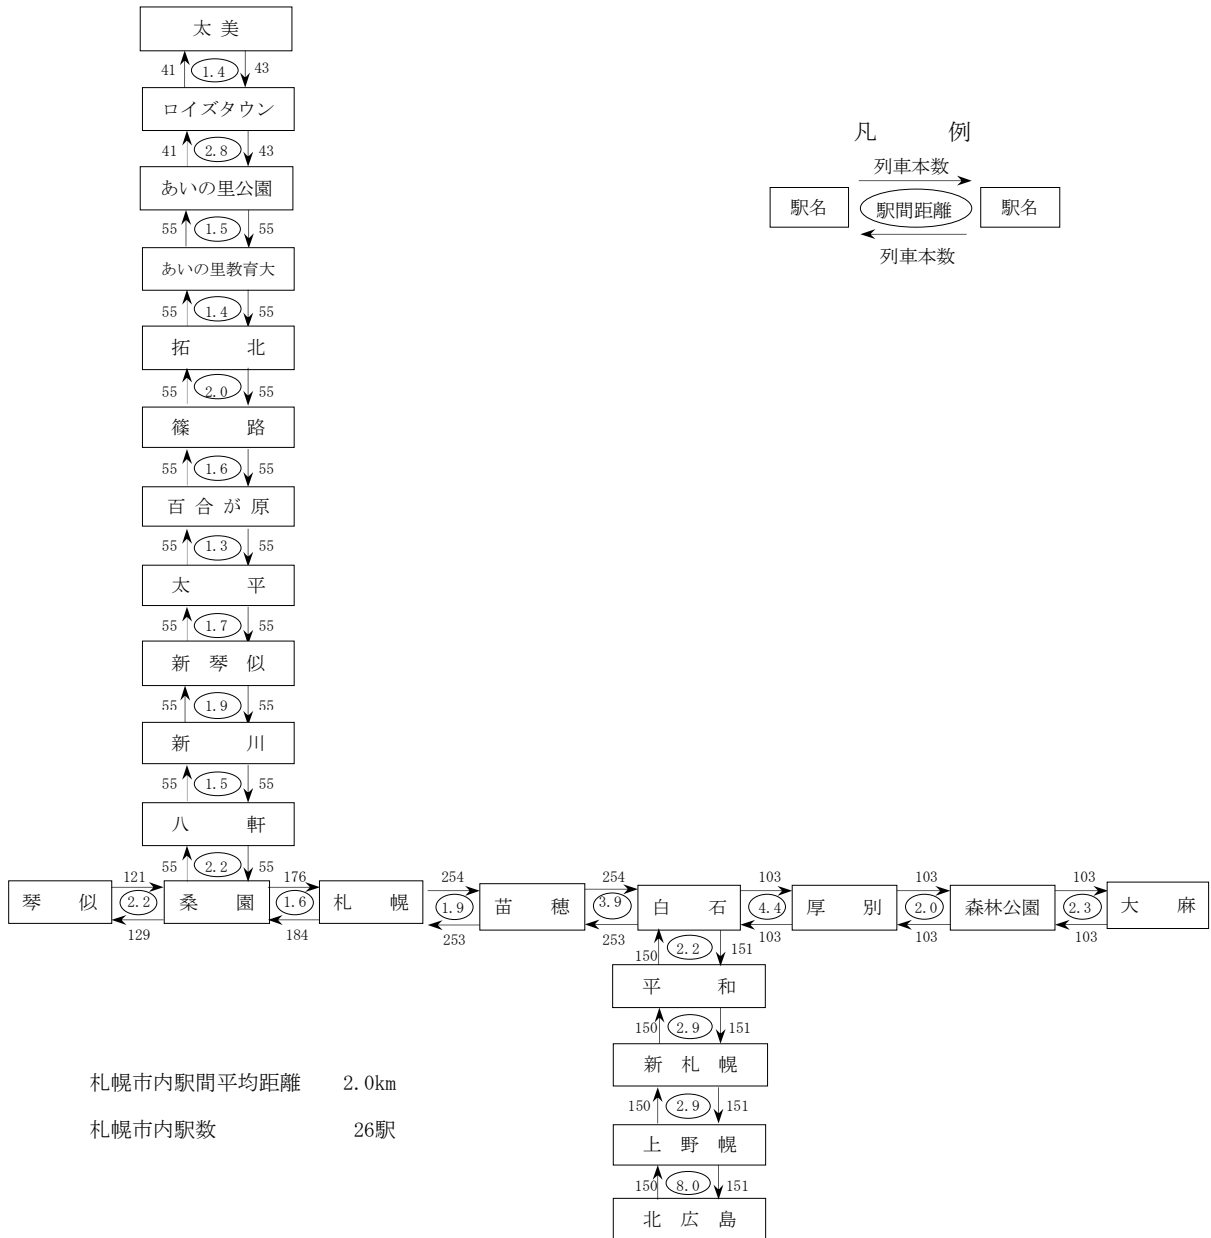 太 美
41 1.4 43
ロイズタウン
41 2.8 43
あいの里公園
55 1.5 55
あいの里教育大
55 1.4 55
拓 北
55 2.0 55
篠 路
55 1.6 55
百 合 が 原
55 1.3 55
太 平
55 1.7 55
新 琴 似
55 1.9 55
新 川
55 1.5 55
八 軒
55 2.2 55
凡 例
列車本数
駅名 駅間距離 駅名
列車本数
121 176 254 254 103 103 103
琴 似 2.2 桑 園 1.6 札 幌 1.9 苗 穂 3.9 白 石 4.4 厚 別 2.0 森林公園 2.3 大 麻
129 184 253 253 103 103 103
150 2.2 151
平 和
150 2.9 151
新 札 幌
150 2.9 151
上 野 幌
150 8.0 151
北 広 島
札幌市内駅間平均距離 2.0km
札幌市内駅数 26駅